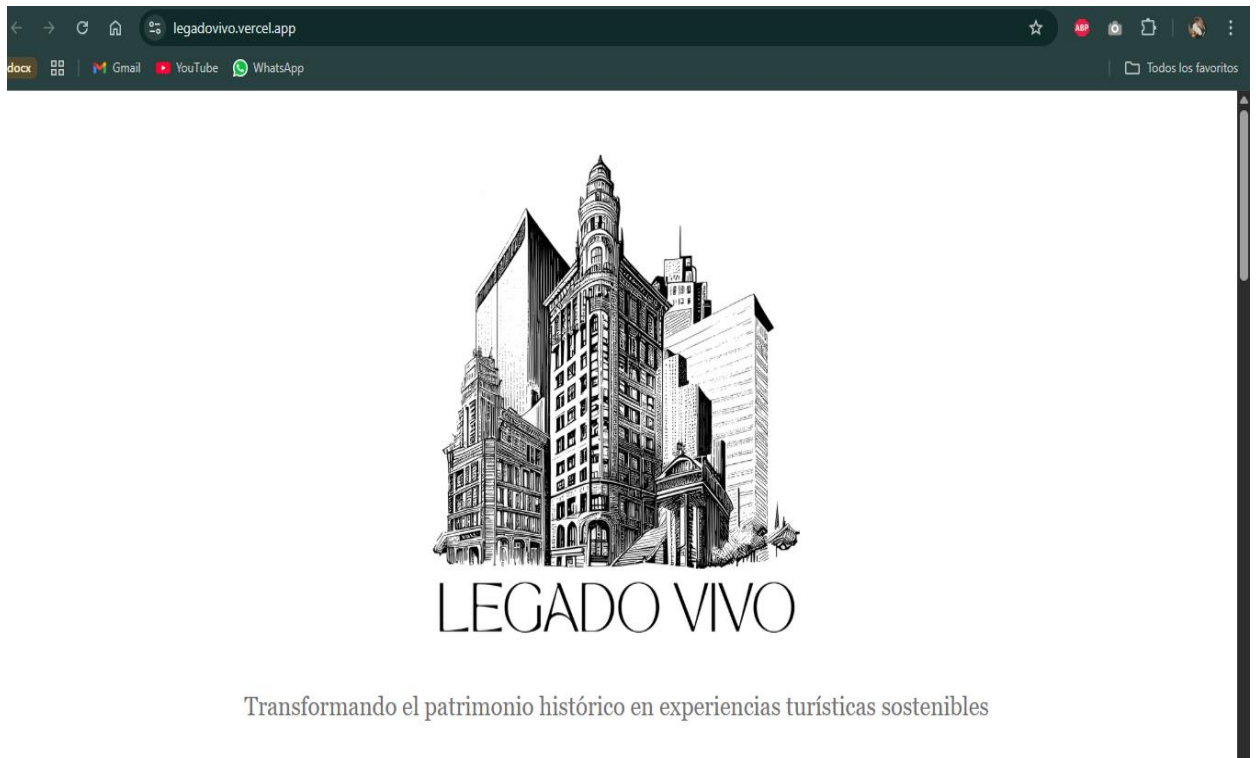 legadovivo.vercel.app
ABP
docx
Gmail
YouTube
WhatsApp
Todos los favoritos
LEGADO VIVO
Transformando el patrimonio histórico en experiencias turísticas sostenibles